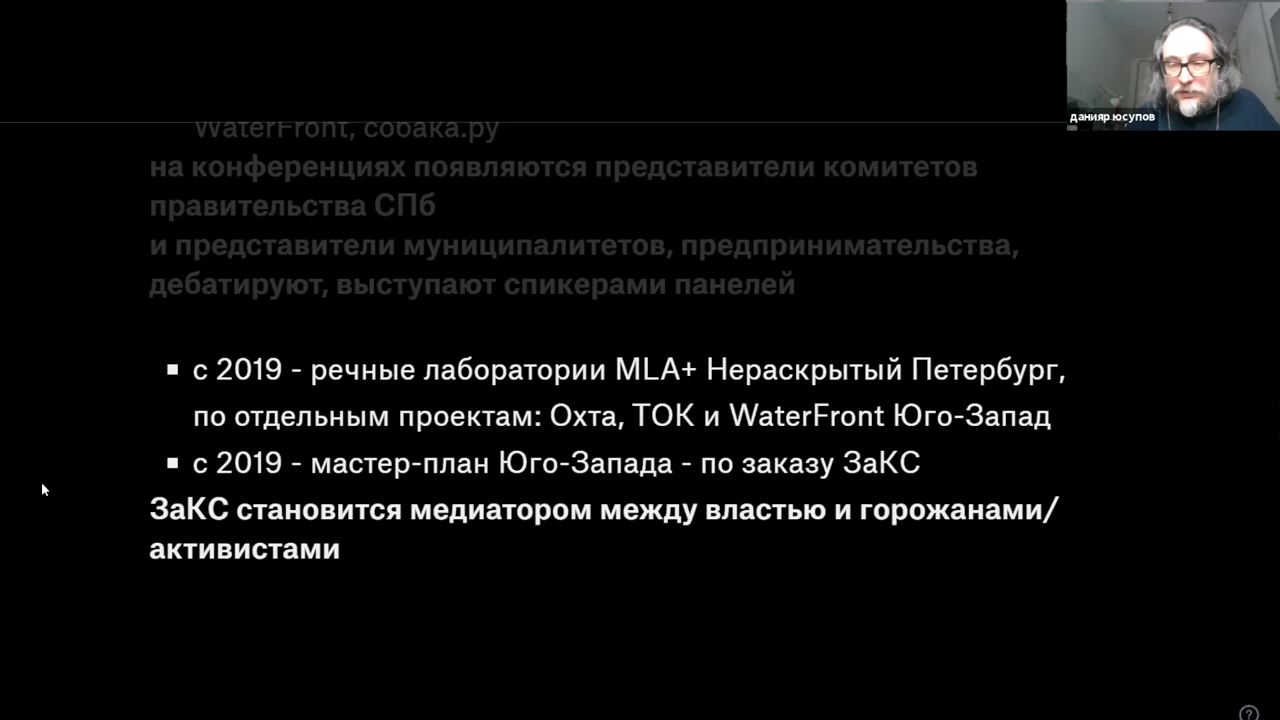 данияр юсупов
WaterFront, собака.ру
на конференциях появляются представители комитетов
правительства СПб
и представители муниципалитетов, предпринимательства,
дебатируют, выступают спикерами панелей
▪ с 2019 - речные лаборатории MLA+ Нераскрытый Петербург,
по отдельным проектам: Охта, ТОК и WaterFront Юго-Запад
▪ с 2019 - мастер-план Юго-Запада - по заказу ЗаКС
ЗаКС становится медиатором между властью и горожанами/
активистами
?